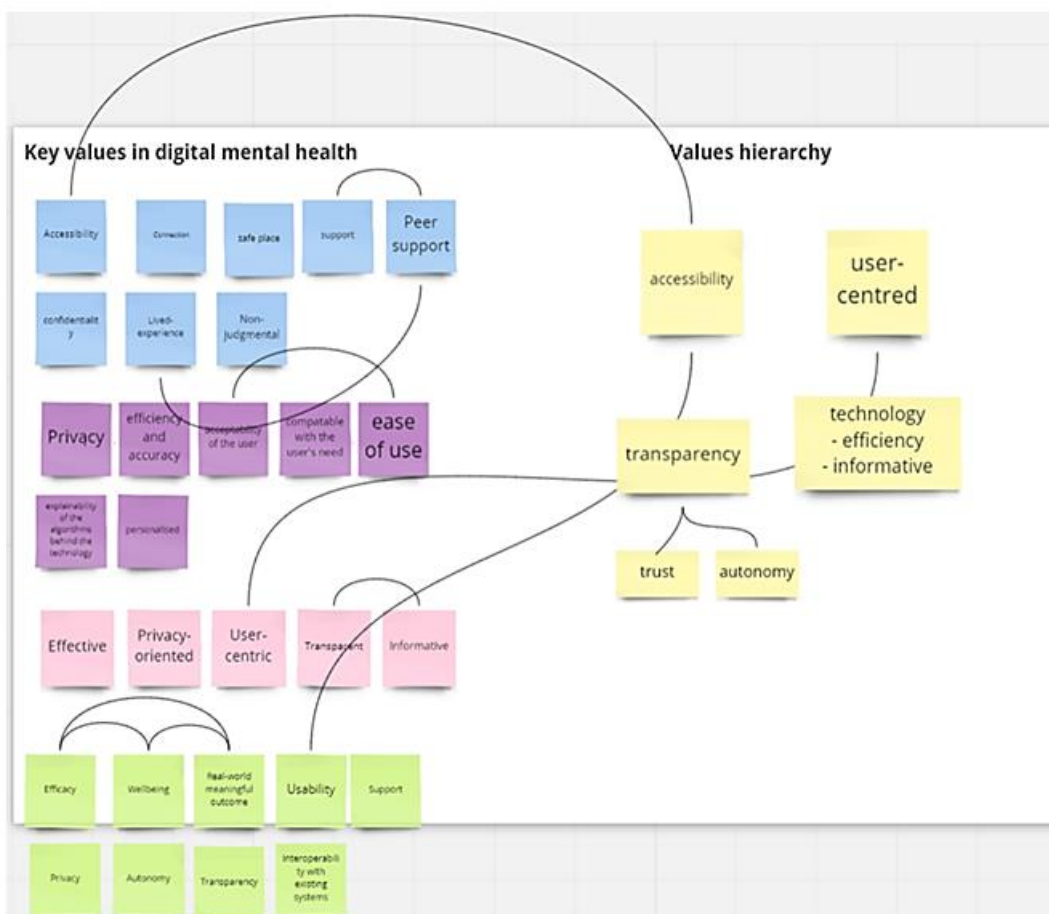 Key values in digital mental health
Values hierarchy
Accessibility
Connection
safe place
support
Peer
support
confidentialit
y
Lived-
experience
Non-
judgmental
Privacy
efficiency
and
accuracy
acceptability
of the user
compatable
with the
user's need
ease
of use
explainability
of the
algorithms
behind the
technology
personalised
Effective
Privacy-
oriented
User-
centric
Transparent
Informative
Efficacy
Wellbeing
Real-world
meaningful
outcome
Usability
Support
Privacy
Autonomy
Transparency
interoperabili
ty with
existing
systems
accessibility
user-
centred
transparency
technology
- efficiency
- informative
trust
autonomy